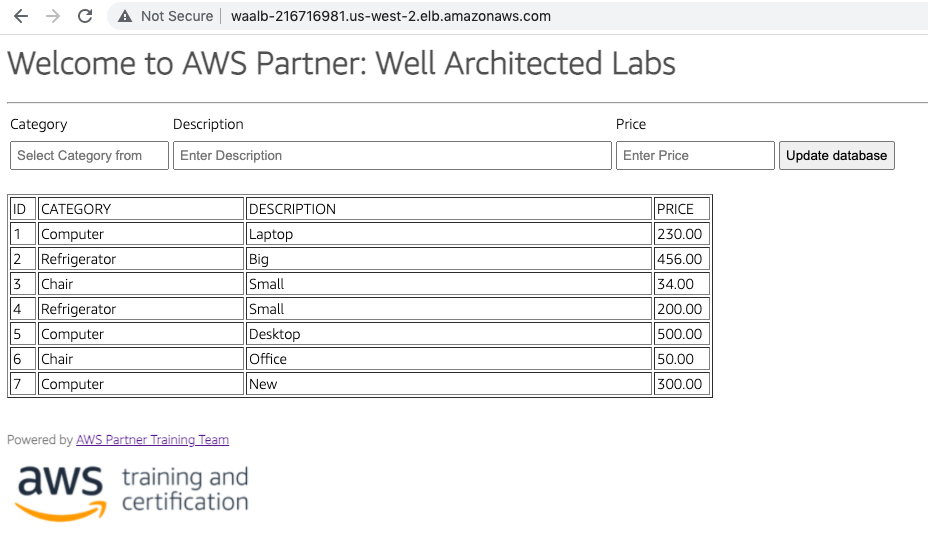 Not Secure waalb-216716981.us-west-2.elb.amazonaws.com
Welcome to AWS Partner: Well Architected Labs
Category Description Price
Select Category from Enter Description Enter Price Update database
ID CATEGORY DESCRIPTION PRICE
1 Computer Laptop 230.00
2 Refrigerator Big 456.00
3 Chair Small 34.00
4 Refrigerator Small 200.00
5 Computer Desktop 500.00
6 Chair Office 50.00
7 Computer New 300.00
Powered by AWS Partner Training Team
aws training and
certification